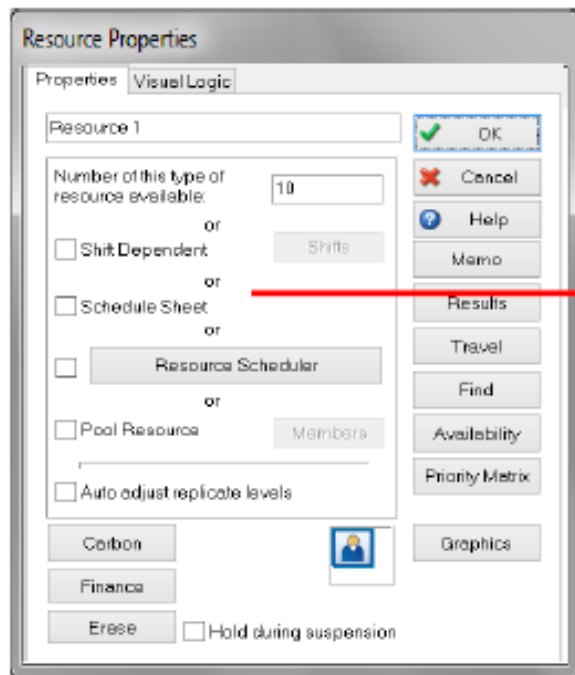 Resource Properties
Properties Visual Logic
Resource 1
OK
Number of this type of
resource available:
10
Cancel
or
Help
Shift Dependent
Shifts
Memo
or
Schedule Sheet
Results
or
Resource Scheduler
Travel
or
Find
Pool Resource
Members
Availability
Priority Matrix
Auto adjust replicate levels
Carbon
Graphics
Finance
Erase
Hold during suspension